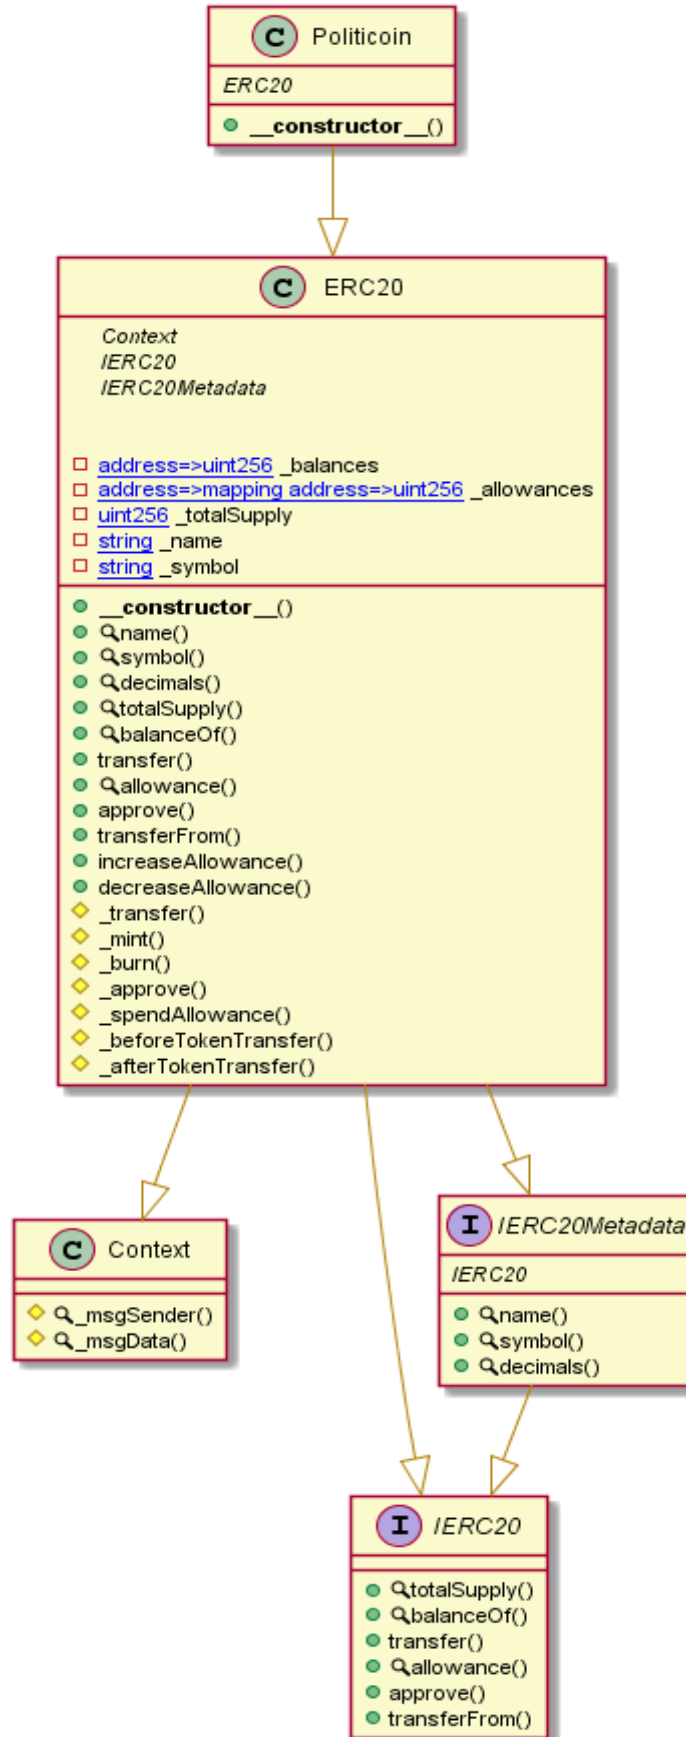 C Politicoin
ERC20
__constructor__()
C ERC20
Context
IERC20
IERC20Metadata
address=>uint256 _balances
address=>mapping address=>uint256 _allowances
uint256 _totalSupply
string _name
string _symbol
__constructor__()
name()
symbol()
decimals()
totalSupply()
balanceOf()
transfer()
allowance()
approve()
transferFrom()
increaseAllowance()
decreaseAllowance()
_transfer()
_mint()
_burn()
_approve()
_spendAllowance()
_beforeTokenTransfer()
_afterTokenTransfer()
C Context
_msgSender()
_msgData()
I IERC20Metadata
IERC20
name()
symbol()
decimals()
I IERC20
totalSupply()
balanceOf()
transfer()
allowance()
approve()
transferFrom()